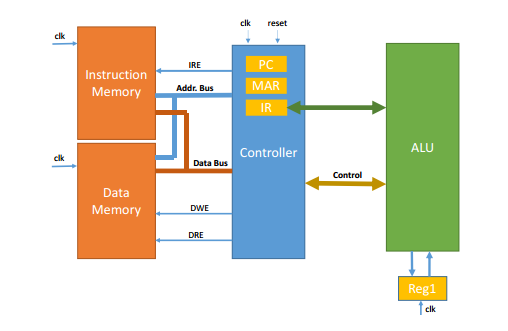 clk
reset
clk
Instruction
Memory
IRE
Addr. Bus
PC
MAR
IR
Controller
ALU
clk
Data
Memory
Data Bus
Control
DWE
DRE
Reg1
clk